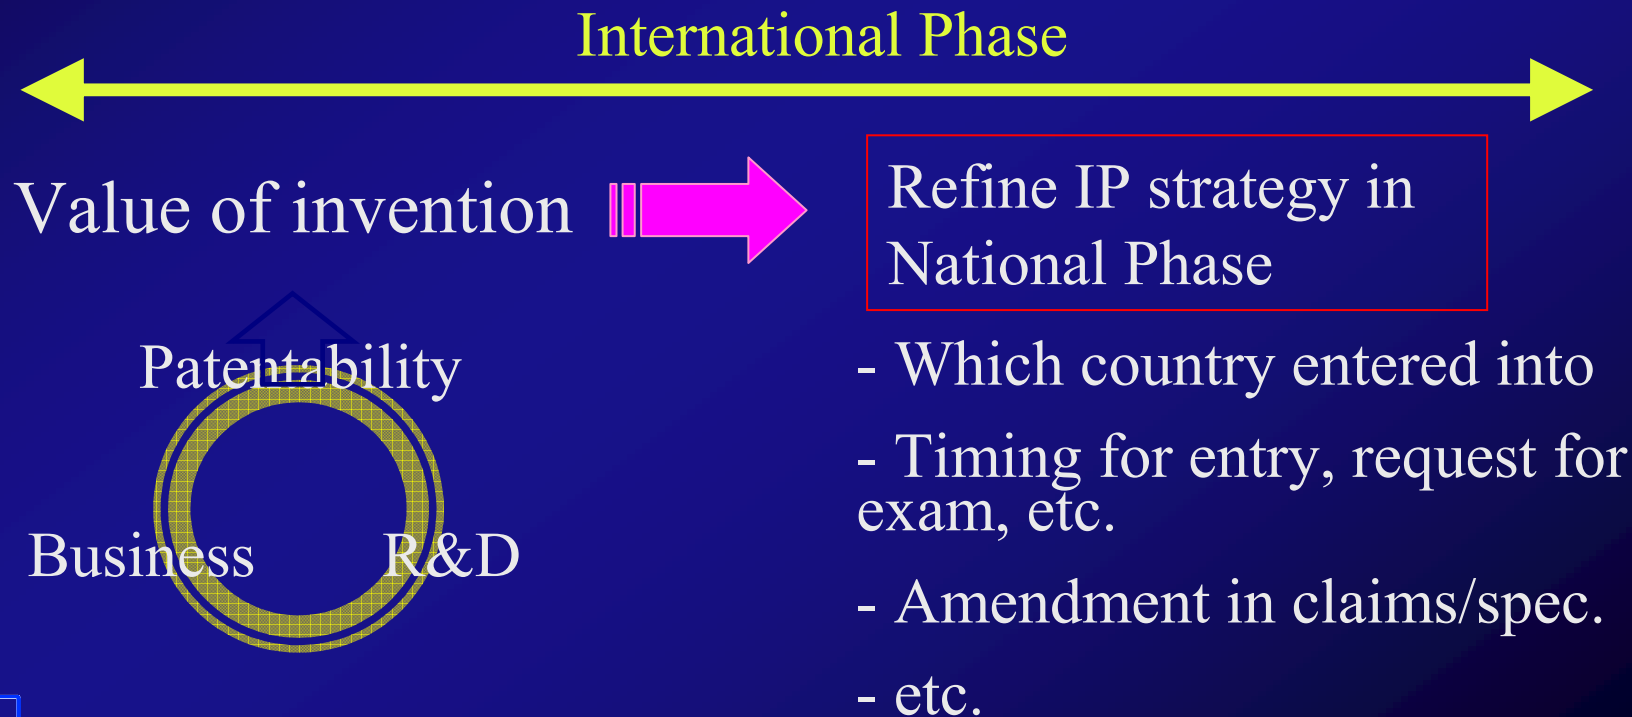 International Phase
Value of invention
Refine IP strategy in
National Phase
Patentability
Business
R&D
- Which country entered into
- Timing for entry, request for
exam, etc.
- Amendment in claims/spec.
- etc.